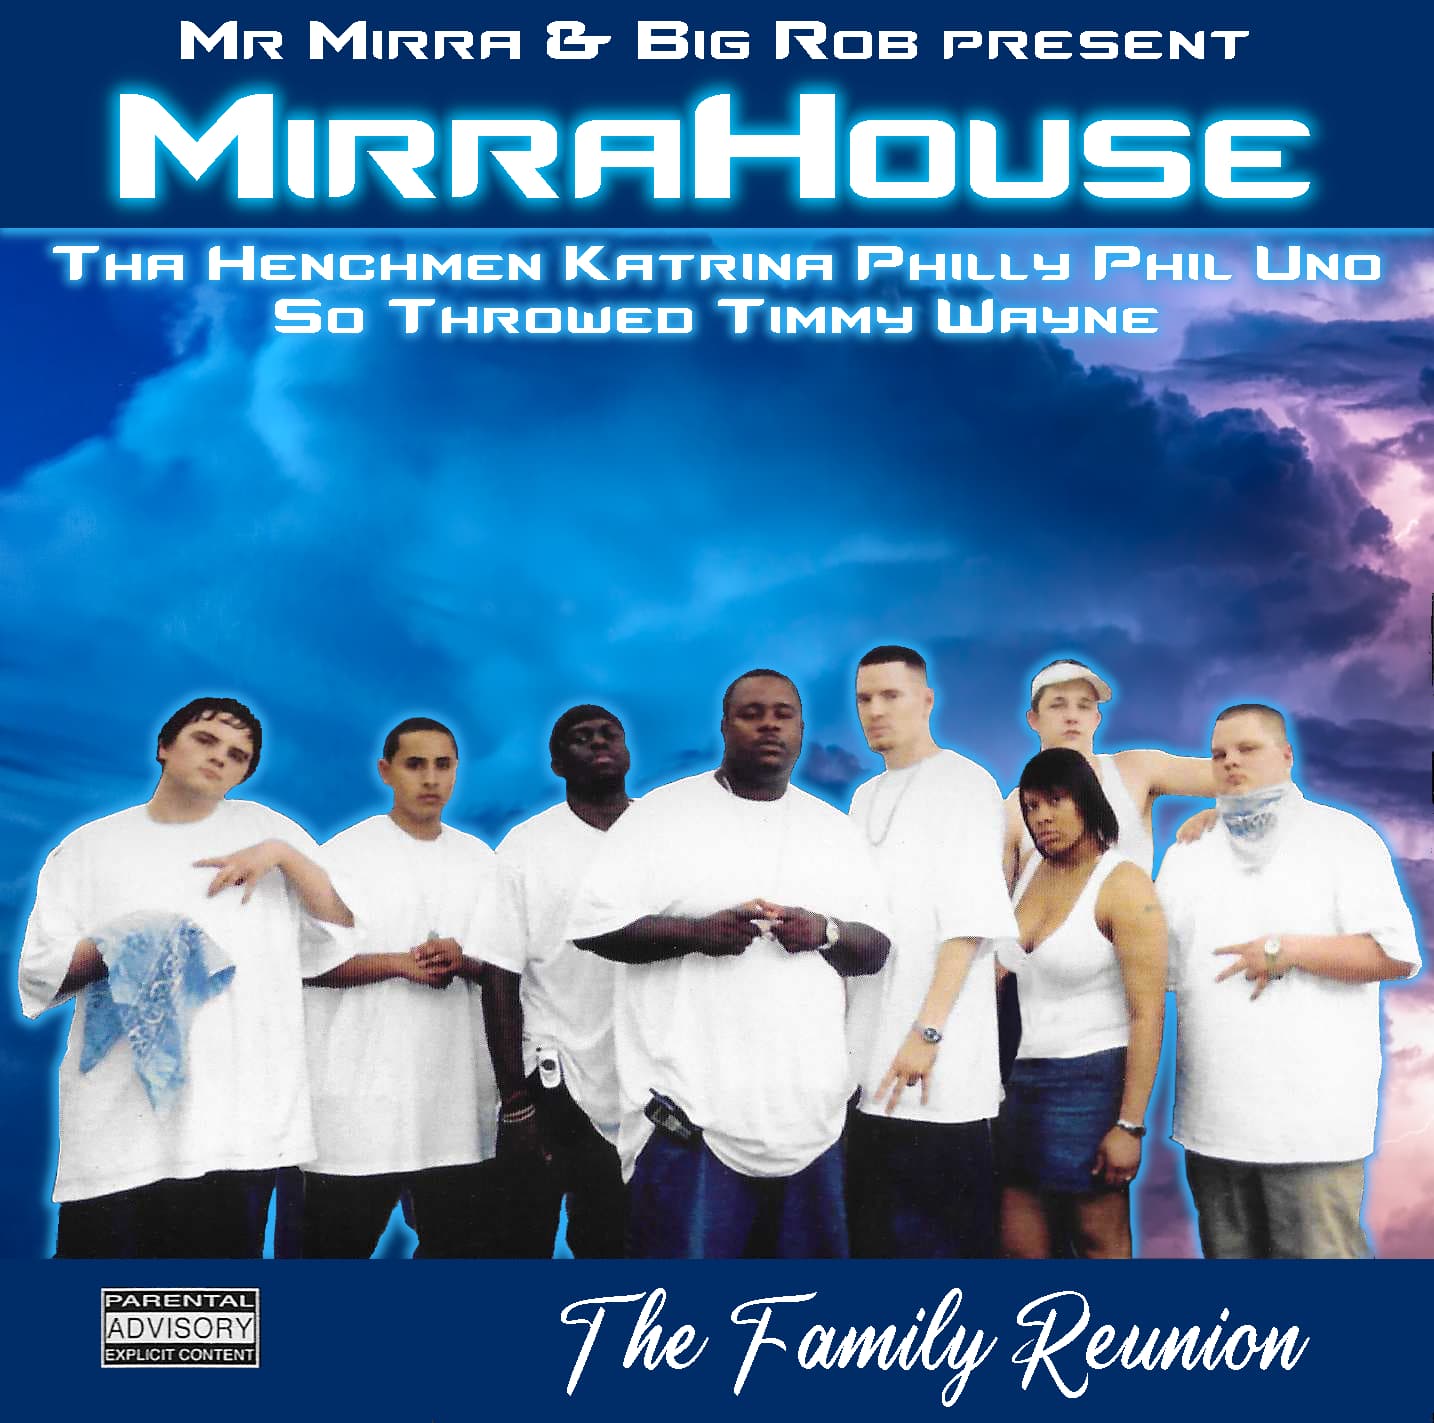 Mr Mirra & Big Rob present
MirraHouse
Tha Henchmen Katrina Philly Phil Uno
So Throwed Timmy Wayne
PARENTAL
ADVISORY
EXPLICIT CONTENT
The Family Reunion